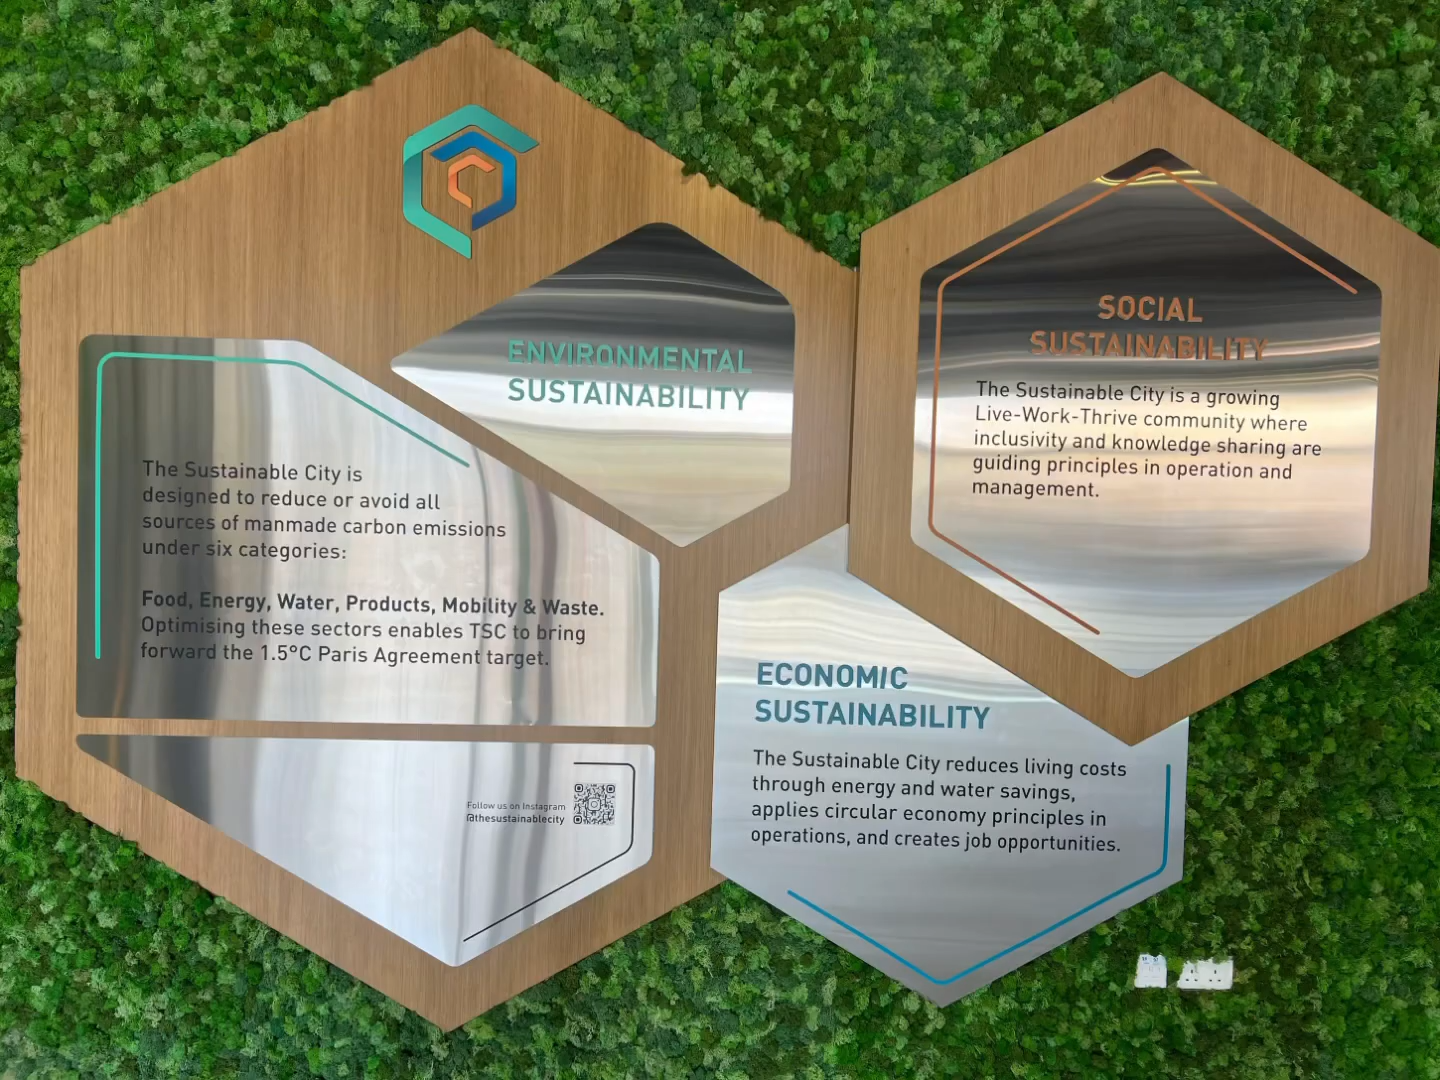 ENVIRONMENTAL
SUSTAINABILITY
The Sustainable City is
designed to reduce or avoid all
sources of manmade carbon emissions
under six categories:
Food, Energy, Water, Products, Mobility & Waste.
Optimising these sectors enables TSC to bring
forward the 1.5°C Paris Agreement target.
Follow us on Instagram
@thesustainablecity
SOCIAL
SUSTAINABILITY
The Sustainable City is a growing
Live-Work-Thrive community where
inclusivity and knowledge sharing are
guiding principles in operation and
management.
ECONOMIC
SUSTAINABILITY
The Sustainable City reduces living costs
through energy and water savings,
applies circular economy principles in
operations, and creates job opportunities.